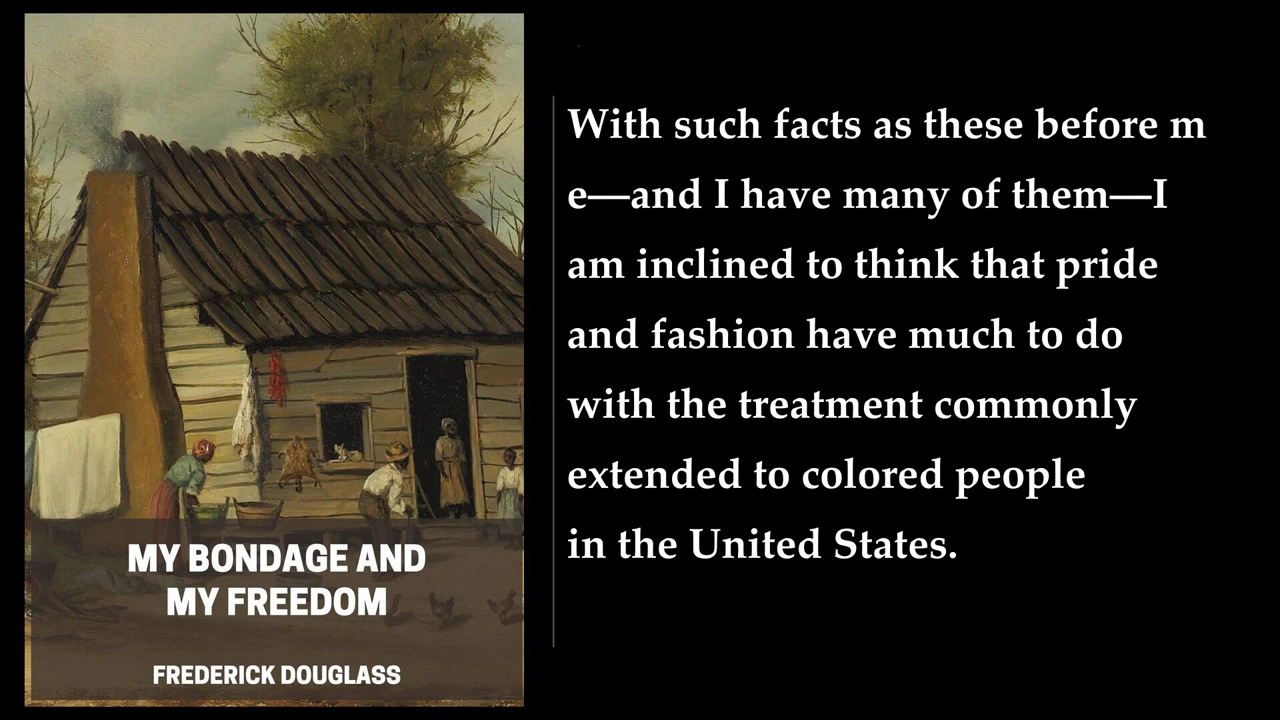 With such facts as these before m
e—and I have many of them—I
am inclined to think that pride
and fashion have much to do
with the treatment commonly
extended to colored people
in the United States.
MY BONDAGE AND
MY FREEDOM
FREDERICK DOUGLASS